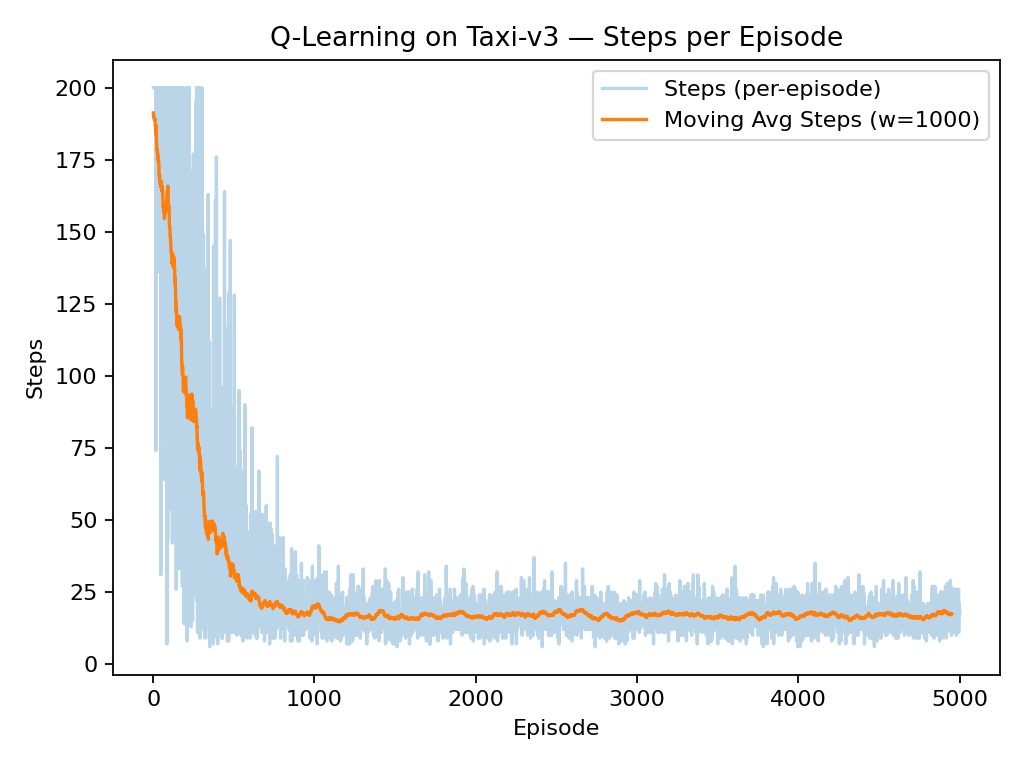 Q-Learning on Taxi-v3 — Steps per Episode
Steps (per-episode)
Moving Avg Steps (w=1000)
200
175
150
125
100
75
50
25
0
Steps
0 1000 2000 3000 4000 5000
Episode